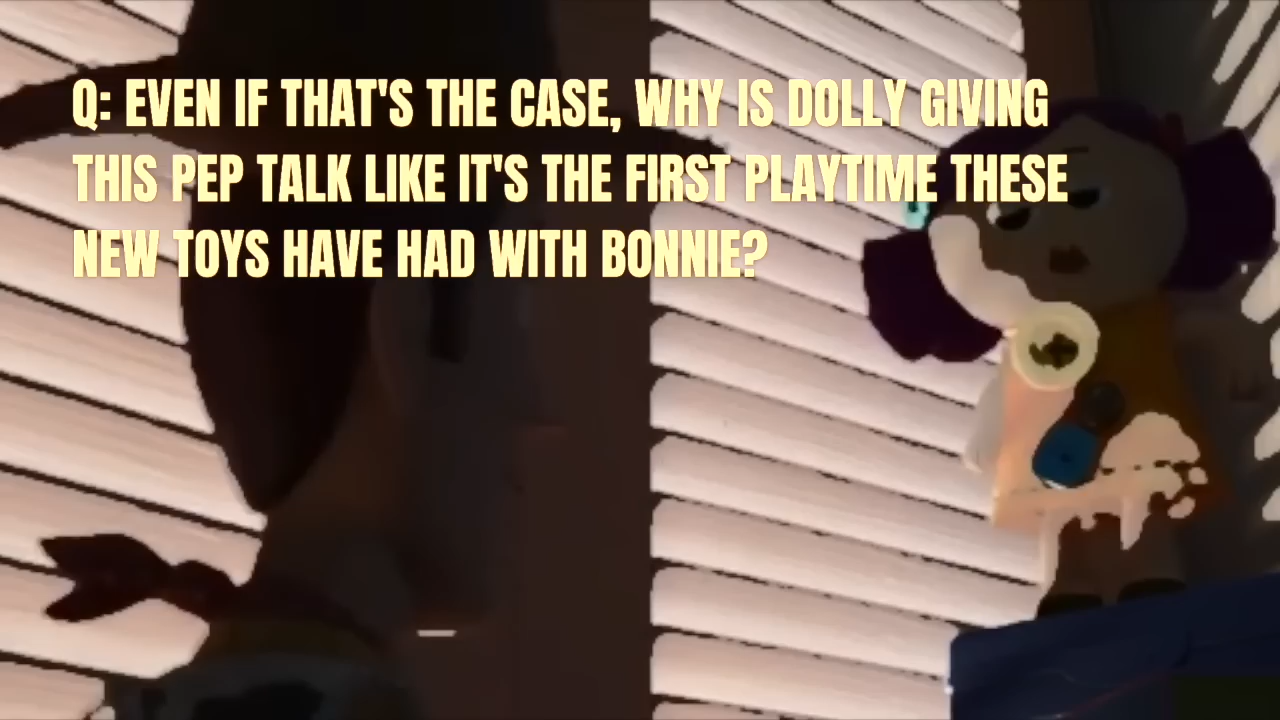 Q: EVEN IF THAT'S THE CASE, WHY IS DOLLY GIVING
THIS PEP TALK LIKE IT'S THE FIRST PLAYTIME THESE
NEW TOYS HAVE HAD WITH BONNIE?